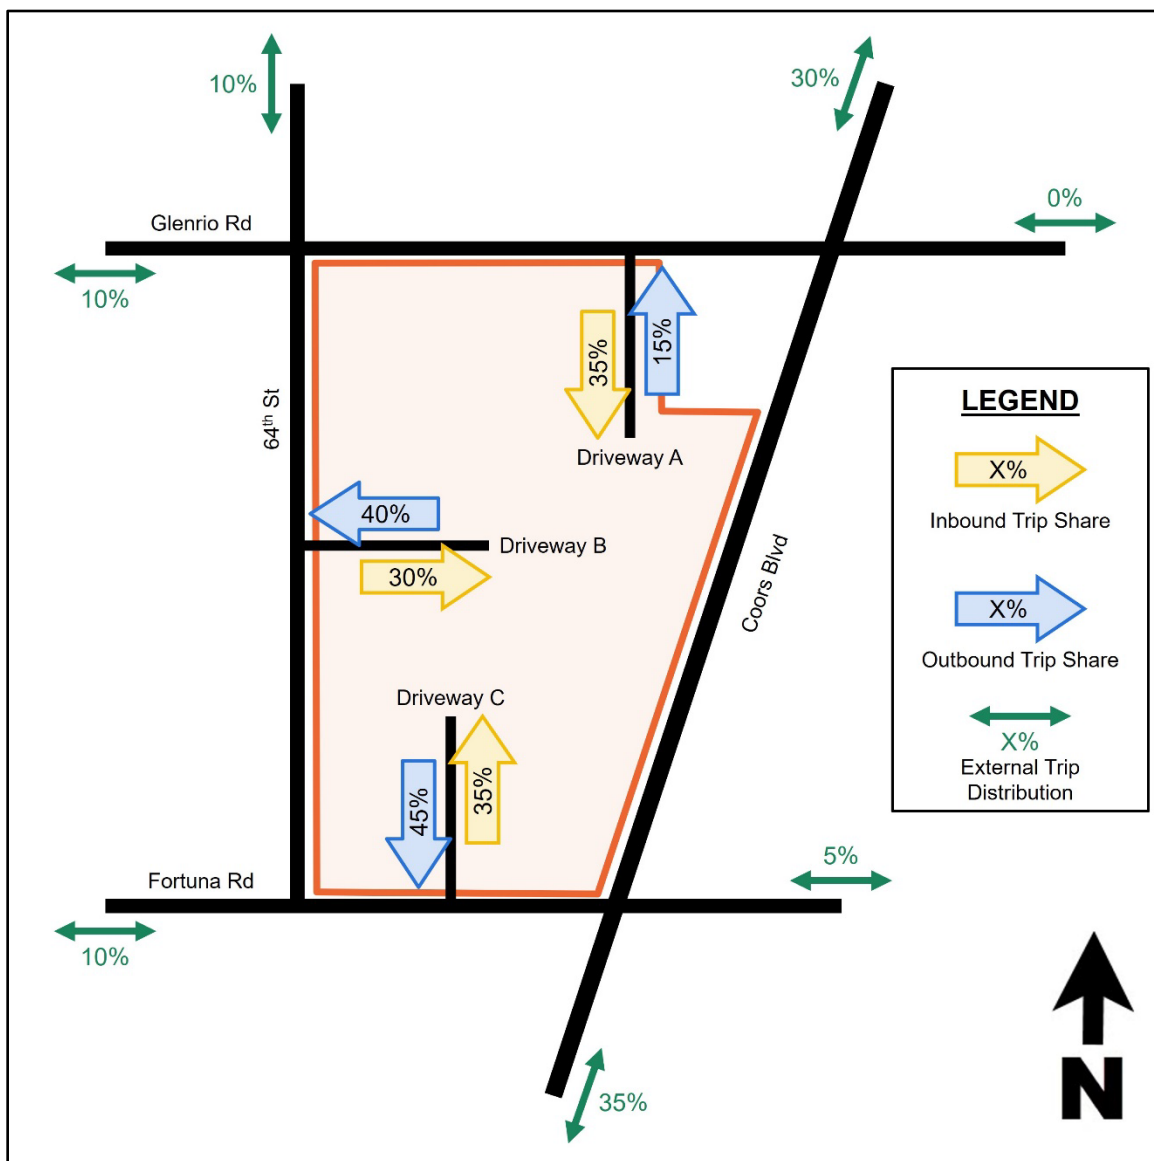 10%
30%
0%
Glenrio Rd
10%
35%
15%
64th St
Driveway A
40%
Driveway B
30%
Coors Blvd
Driveway C
45%
35%
Fortuna Rd
10%
5%
35%
LEGEND
X%
Inbound Trip Share
X%
Outbound Trip Share
X%
External Trip
Distribution
N